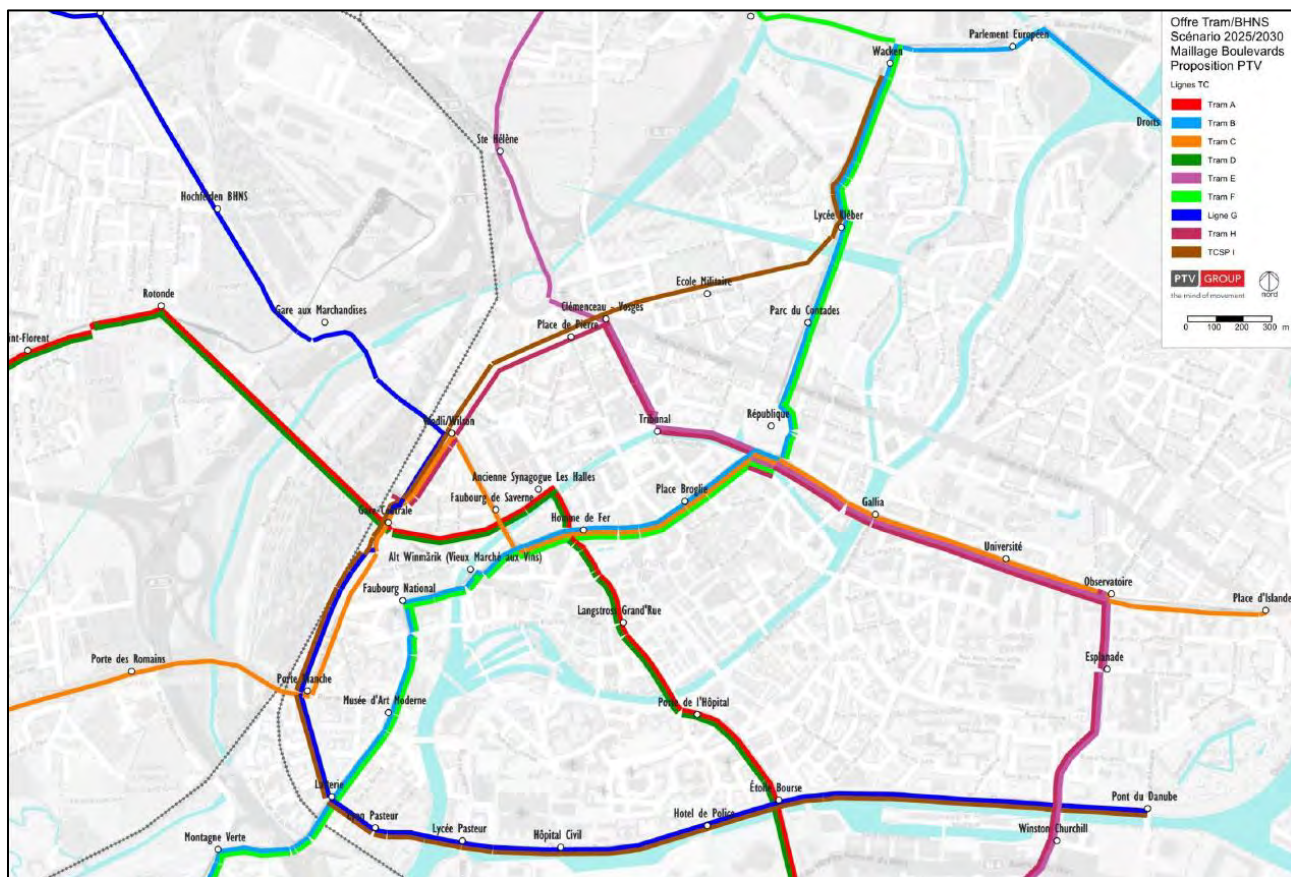 Offre Tram/BHNS
Scénario 2025/2030
Maillage Boulevards
Proposition PTV
Lignes TC
Tram A
Tram B
Tram C
Tram D
Tram E
Tram F
Ligne G
Tram H
TCSP I
PTV GROUP
the mind of movement
nord
0 100 200 300 m
Parlement Européen
Wacken
Droits
Ste Hélène
Hochfelden BHNS
Lycée Kléber
Ecole Militaire
Rotonde
Gare aux Marchandises
Clémenceau - Vosges
Parc du Contades
Place de Pierre
int-Florent
Tribunal
République
Ancienne Synagogue Les Halles
Place Broglie
Faubourg de Saverne
Gallia
Gare Centrale
Homme de Fer
Alt Winmärik (Vieux Marché aux Vins)
Université
Faubourg National
Observatoire
Place d'Islande
Langstross Grand'Rue
Porte des Romains
Esplanade
Porte Blanche
Musée d'Art Moderne
Porte de l'Hôpital
Laiterie
Étoile Bourse
Pont du Danube
Hotel de Police
Lycée Pasteur
Montagne Verte
Hôpital Civil
Winston Churchill